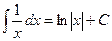 ∫ 1/x dx = ln|x| + C